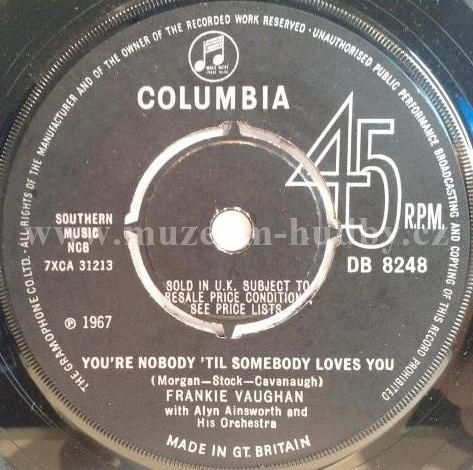 THE GRAMOPHONE CO. LTD. ALL RIGHTS OF THE MANUFACTURER AND OF THE OWNER OF THE RECORDED WORK RESERVED · UNAUTHORISED PUBLIC PERFORMANCE BROADCASTING AND COPYING OF THIS RECORD PROHIBITED
COLUMBIA
45
R.P.M.
SOUTHERN
MUSIC
NCB
7XCA 31213
DB 8248
www.muzeum-hudby.cz
SOLD IN U.K. SUBJECT TO
RESALE PRICE CONDITIONS
SEE PRICE LISTS
℗ 1967
YOU'RE NOBODY 'TIL SOMEBODY LOVES YOU
(Morgan—Stock—Cavanaugh)
FRANKIE VAUGHAN
with Alyn Ainsworth and
His Orchestra
MADE IN GT. BRITAIN